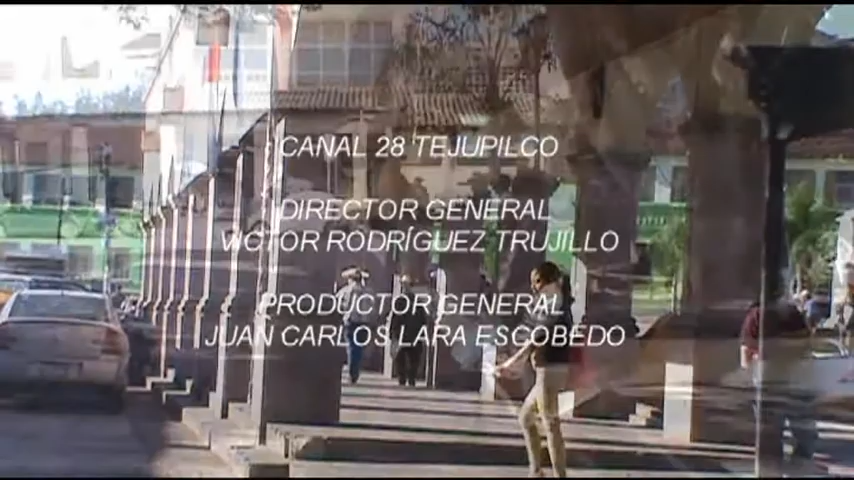 CANAL 28 TEJUPILCO
DIRECTOR GENERAL
VICTOR RODRÍGUEZ TRUJILLO
PRODUCTOR GENERAL
JUAN CARLOS LARA ESCOBEDO